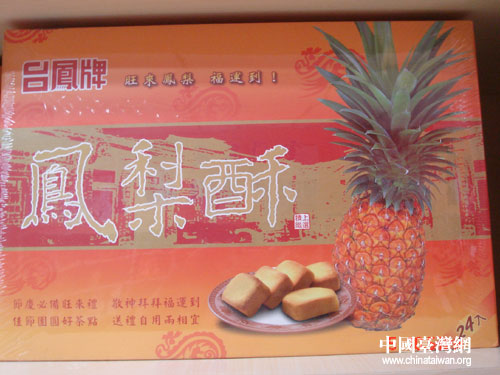 台鳳牌
旺來鳳梨 福運到!
鳳梨酥
節慶必備旺來禮
佳節團圓好茶點
敬神拜拜福運到
送禮自用兩相宜
24个
中國臺灣網
www.chinataiwan.org